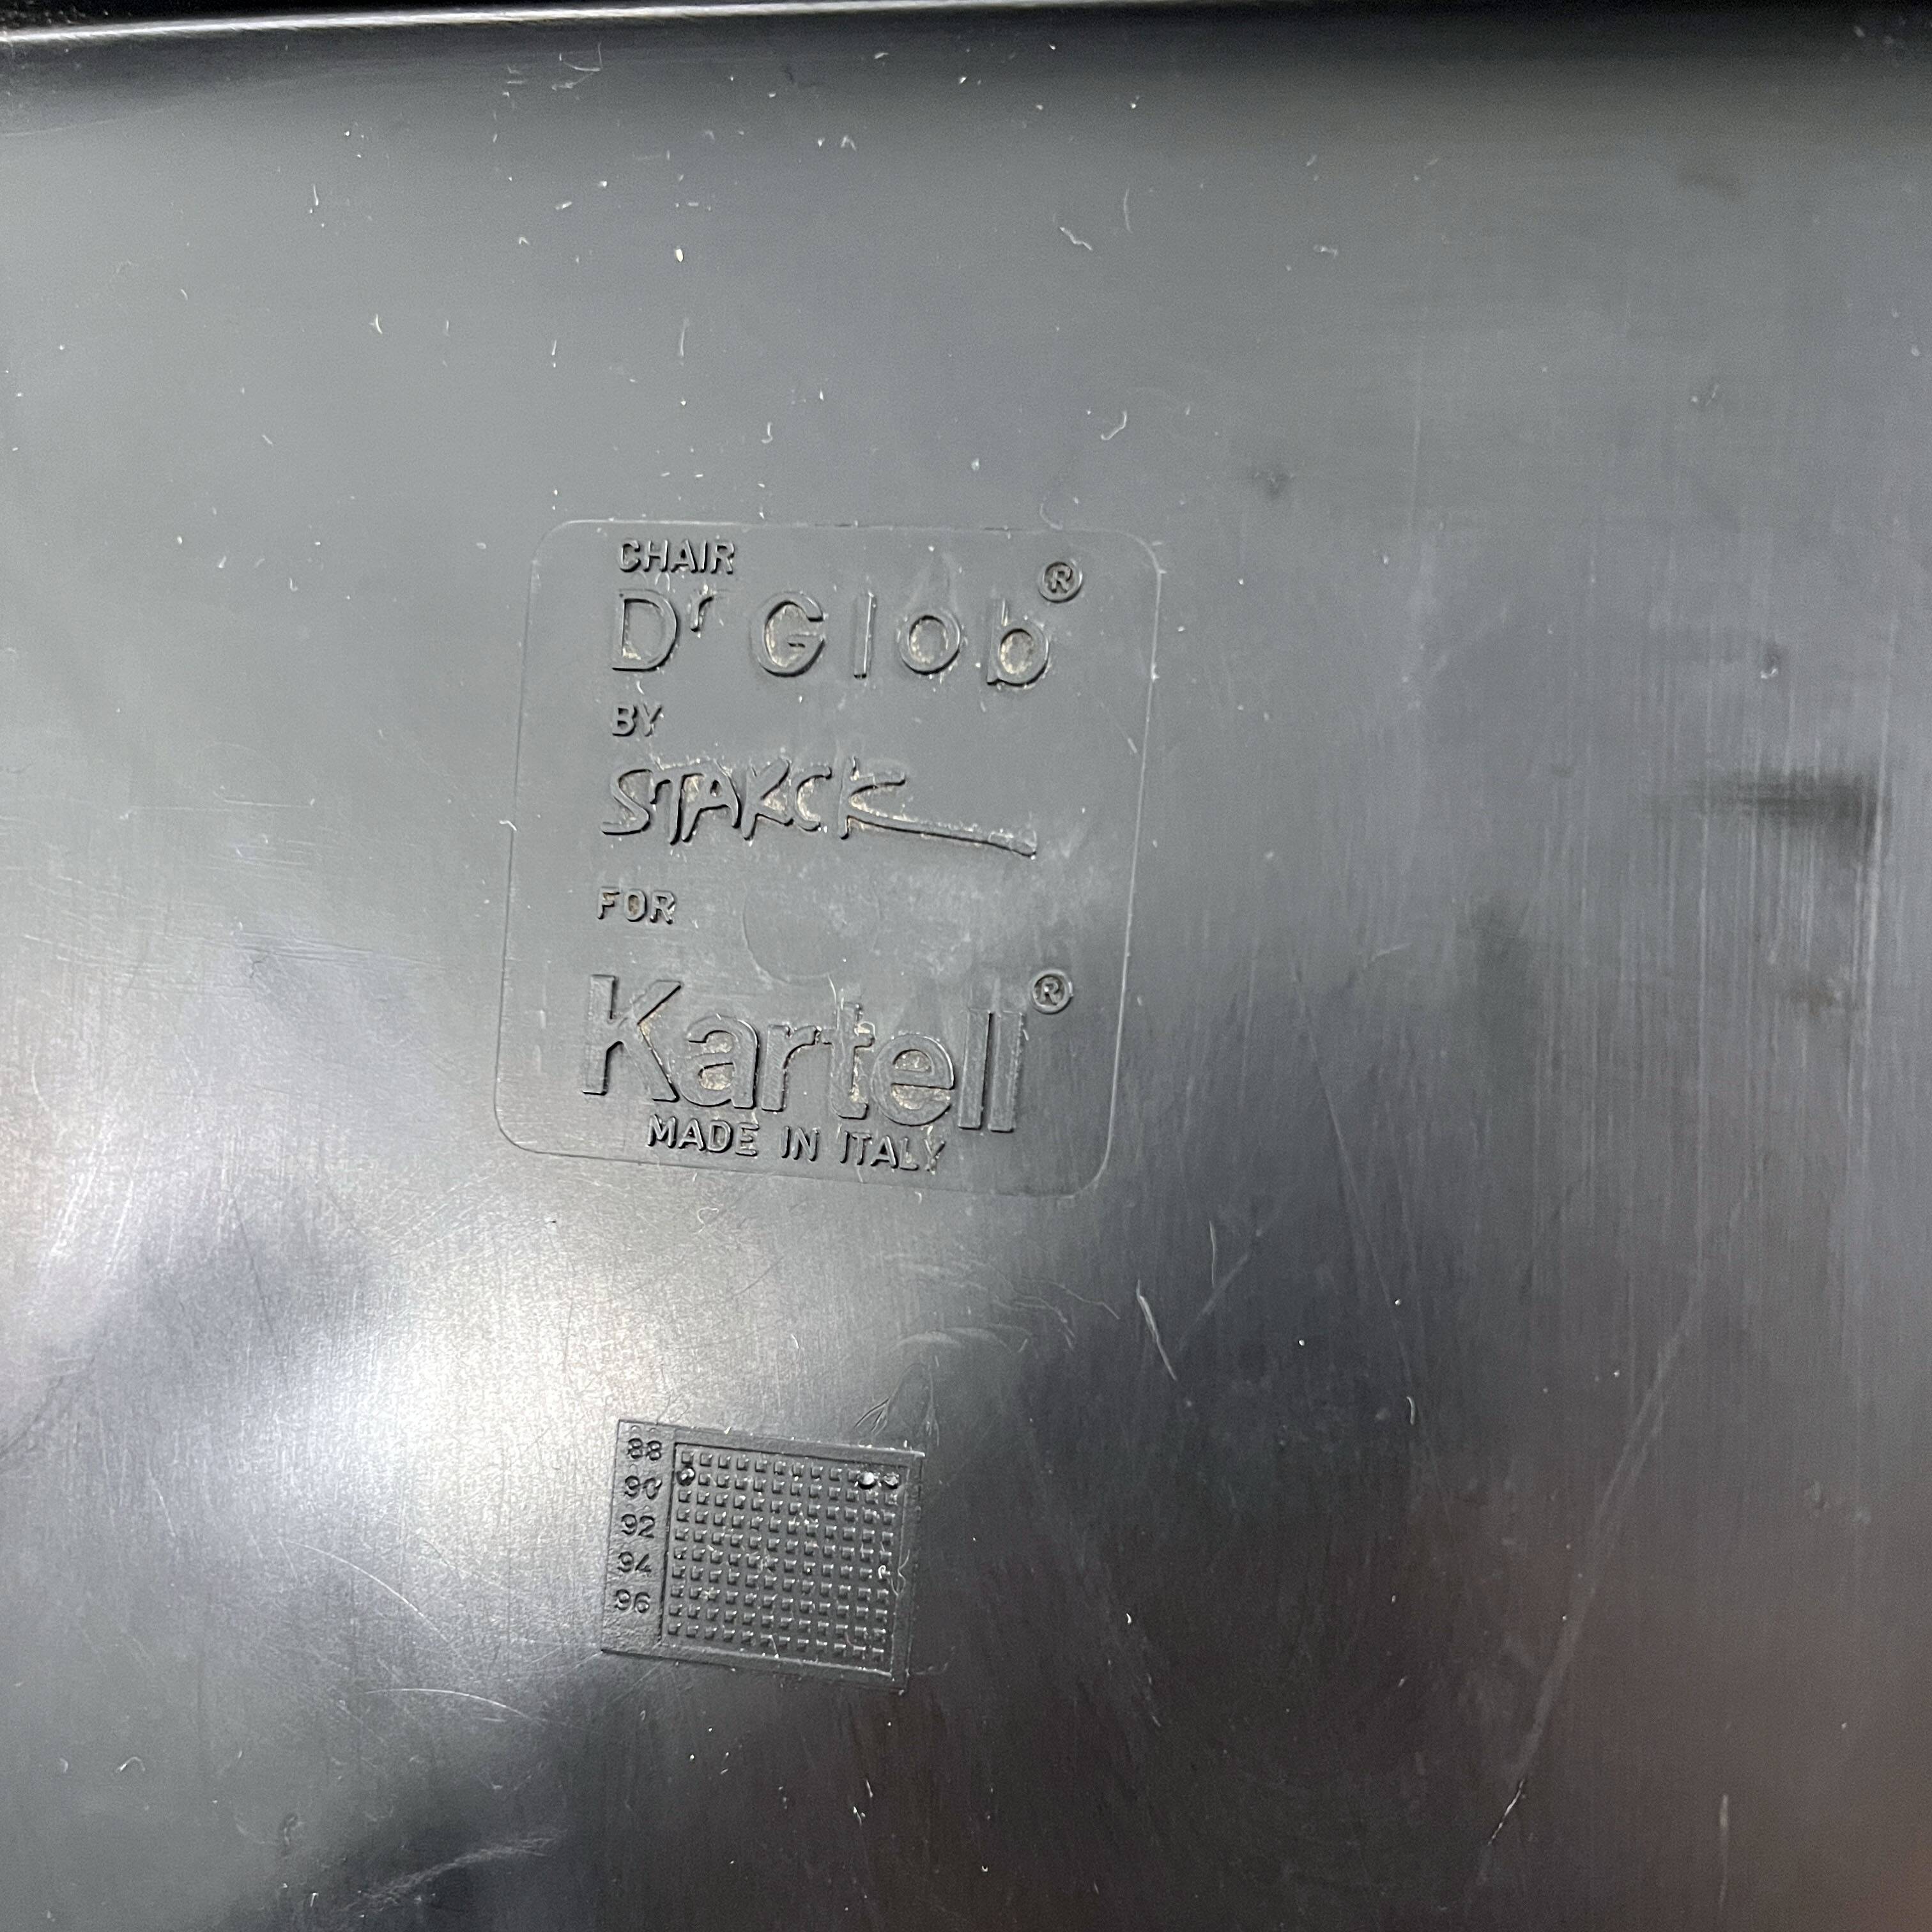 CHAIR
Dr Glob®
BY
STARCK
FOR
Kartell®
MADE IN ITALY
88
90
92
94
96